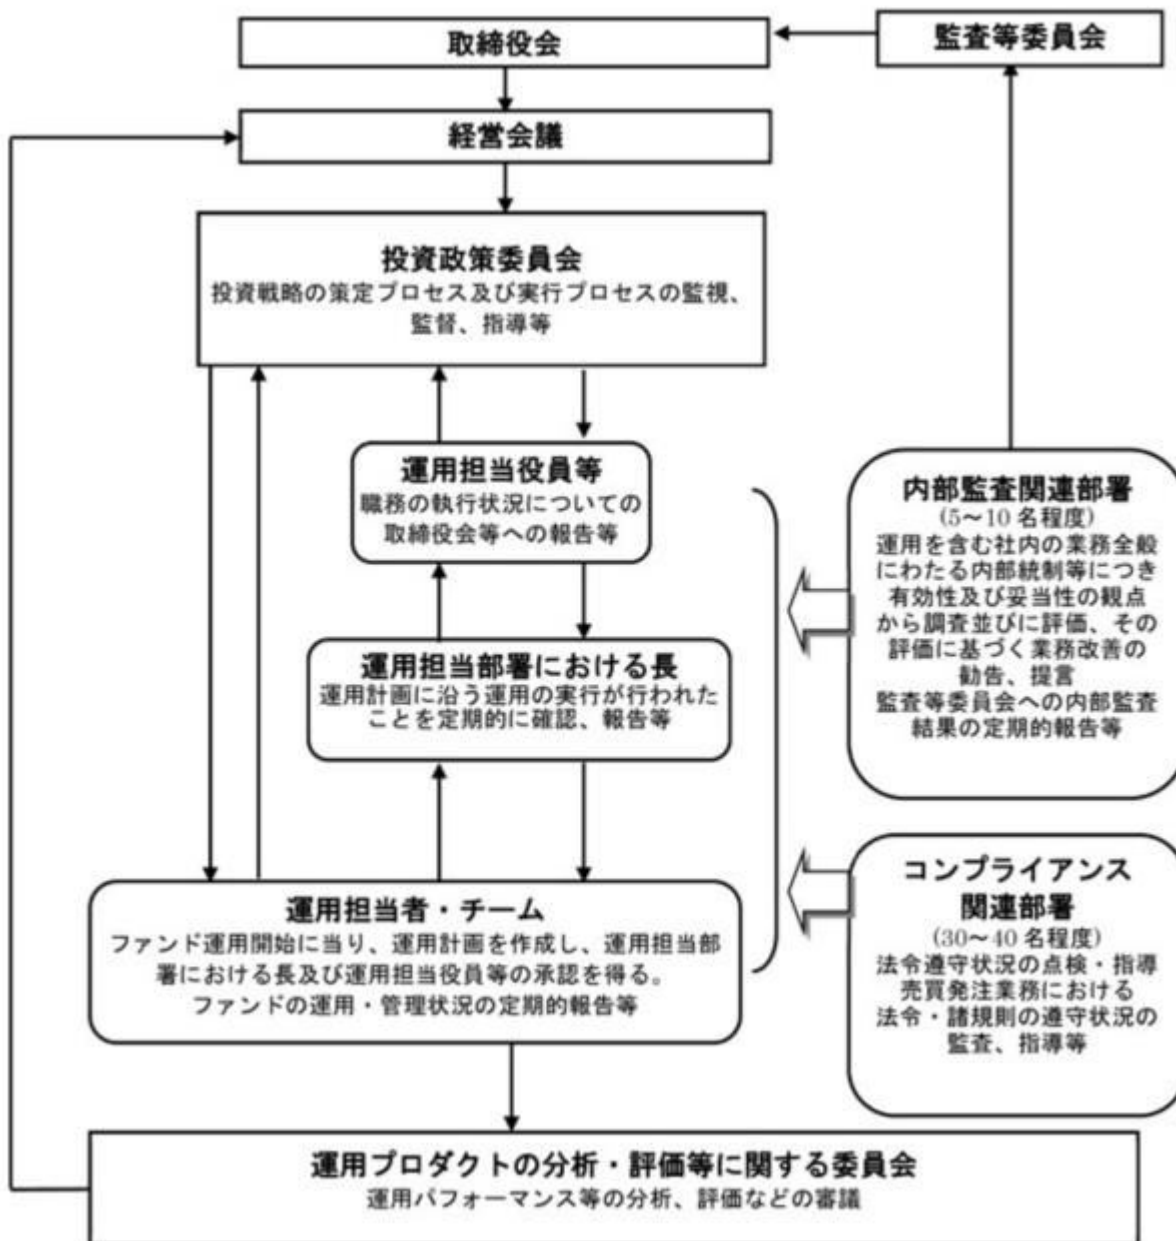 取締役会
監査等委員会
経営会議
投資政策委員会
投資戦略の策定プロセス及び実行プロセスの監視、
監督、指導等
運用担当役員等
職務の執行状況についての
取締役会等への報告等
運用担当部署における長
運用計画に沿う運用の実行が行われた
ことを定期的に確認、報告等
運用担当者・チーム
ファンド運用開始に当り、運用計画を作成し、運用担当部
署における長及び運用担当役員等の承認を得る。
ファンドの運用・管理状況の定期的報告等
内部監査関連部署
(5～10 名程度)
運用を含む社内の業務全般
にわたる内部統制等につき
有効性及び妥当性の観点
から調査並びに評価、その
評価に基づく業務改善の
勧告、提言
監査等委員会への内部監査
結果の定期的報告等
コンプライアンス
関連部署
(30～40 名程度)
法令遵守状況の点検・指導
売買発注業務における
法令・諸規則の遵守状況の
監査、指導等
運用プロダクトの分析・評価等に関する委員会
運用パフォーマンス等の分析、評価などの審議